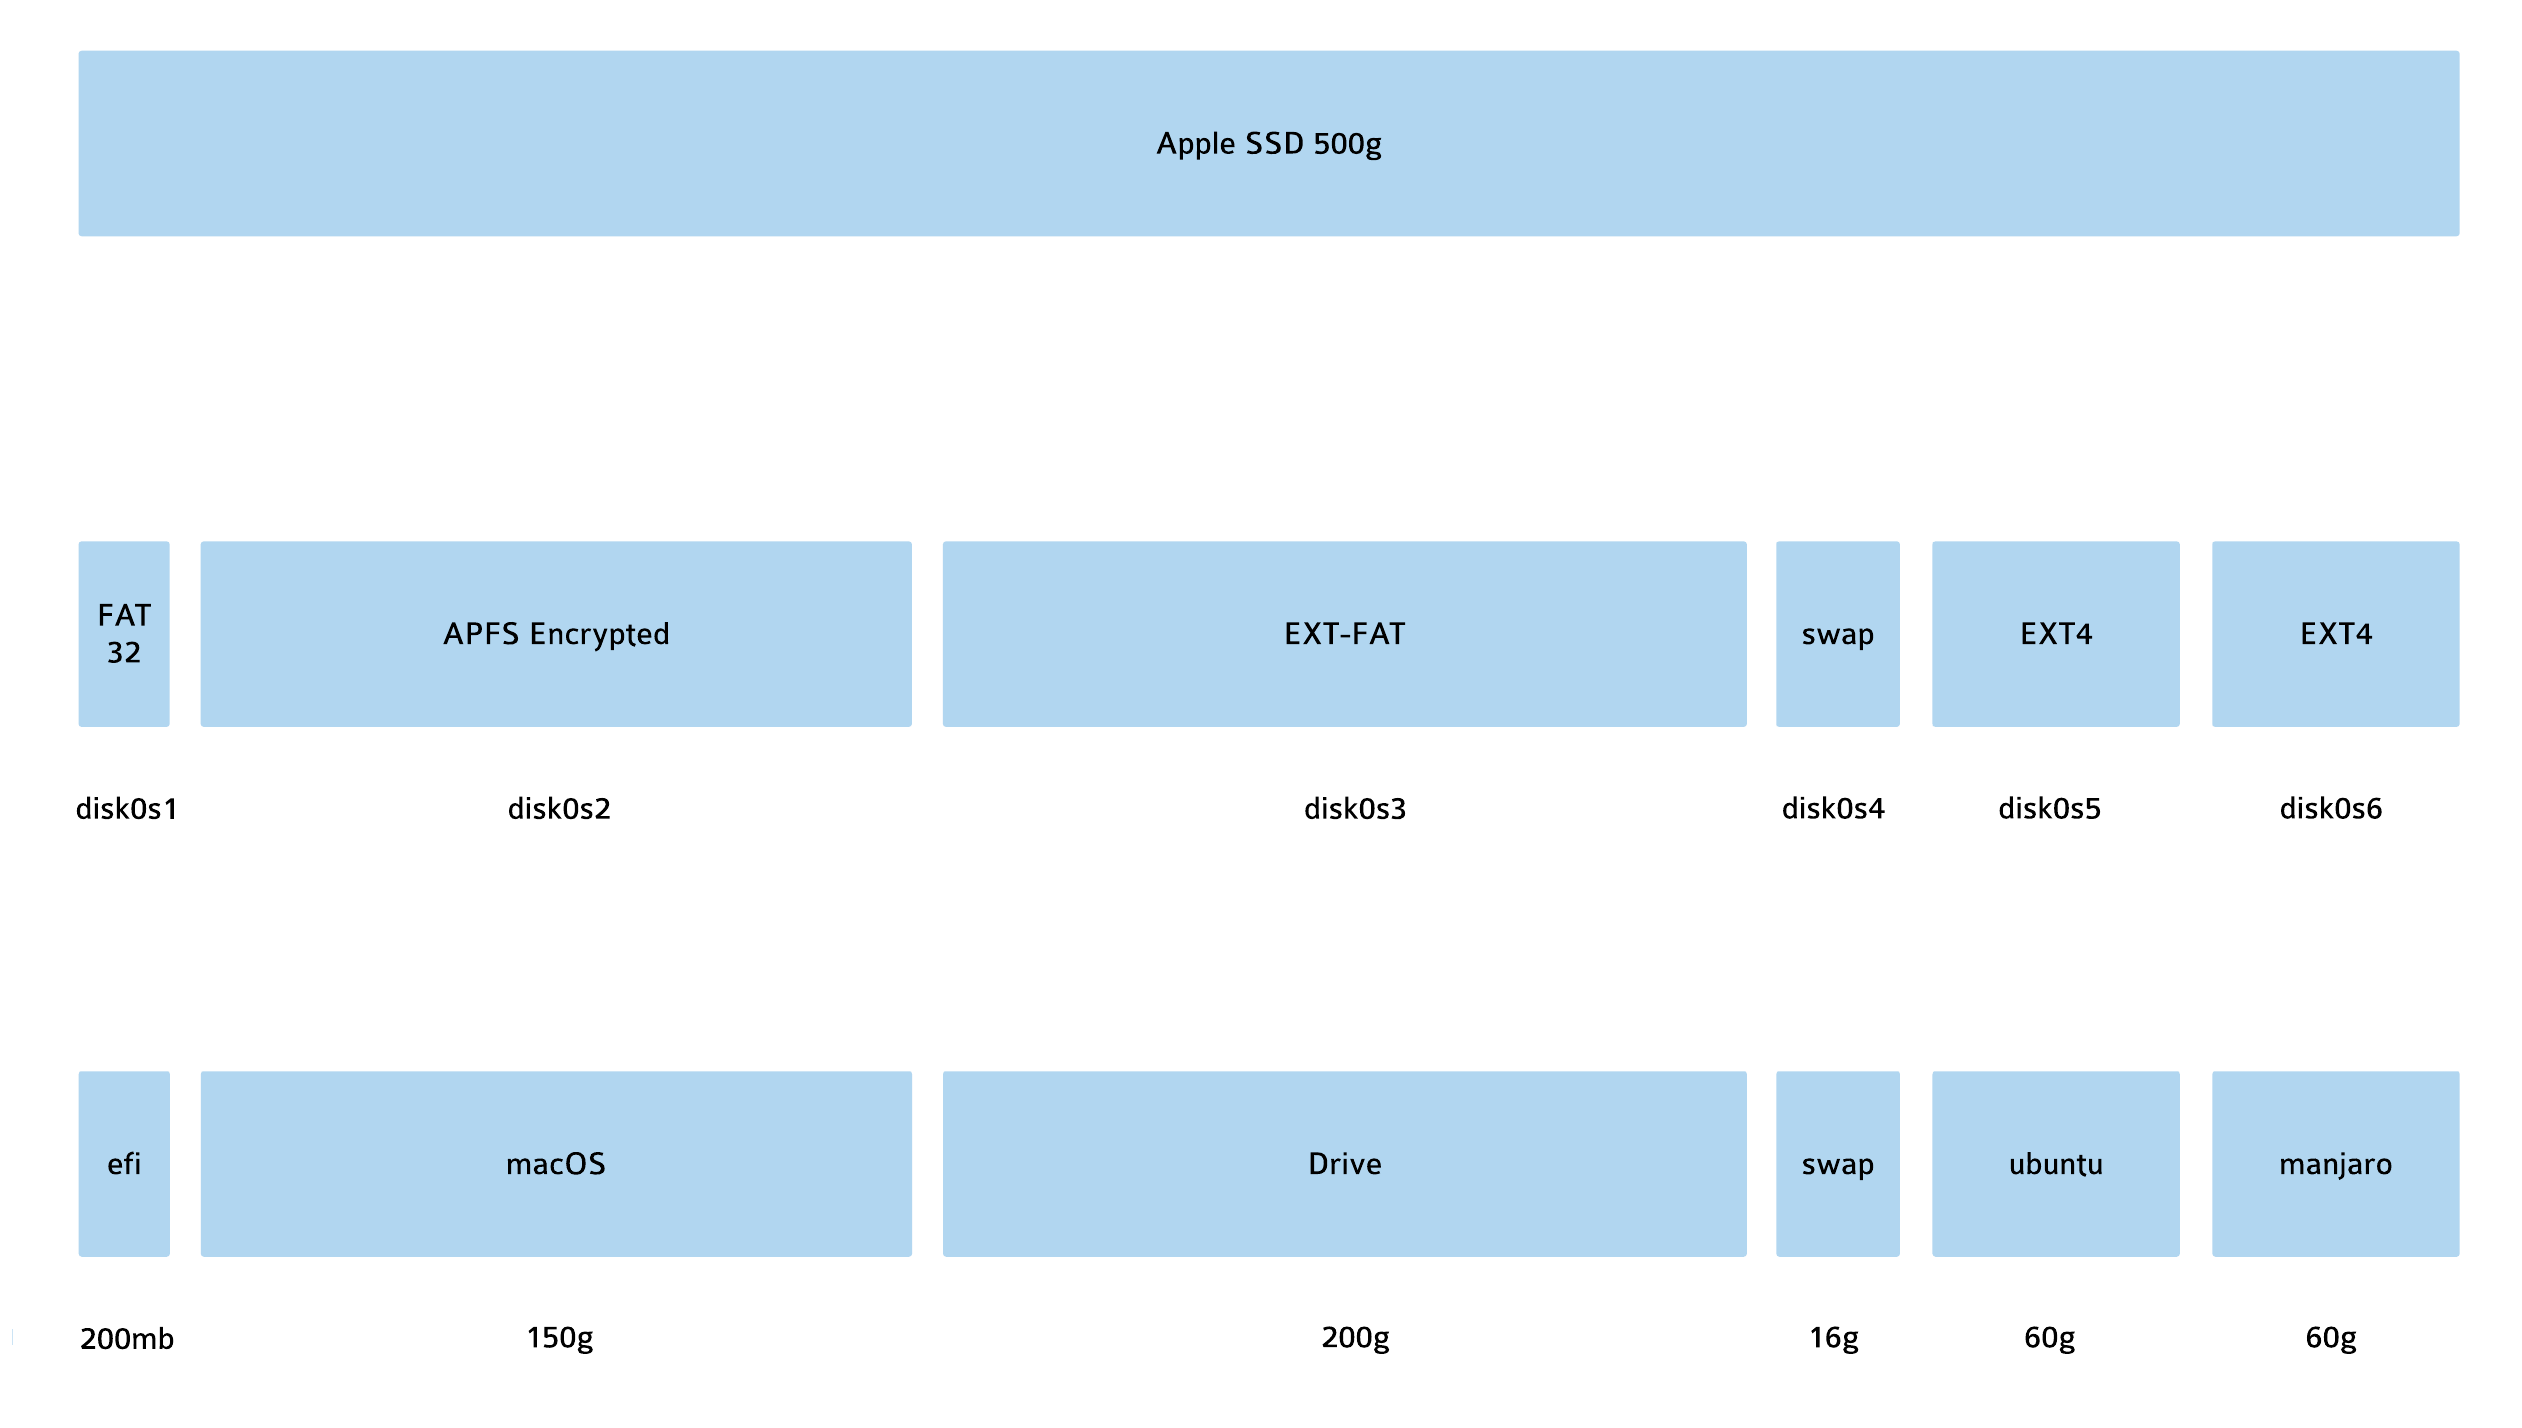 Apple SSD 500g
FAT
32
APFS Encrypted
EXT-FAT
swap
EXT4
EXT4
disk0s1
disk0s2
disk0s3
disk0s4
disk0s5
disk0s6
efi
macOS
Drive
swap
ubuntu
manjaro
200mb
150g
200g
16g
60g
60g